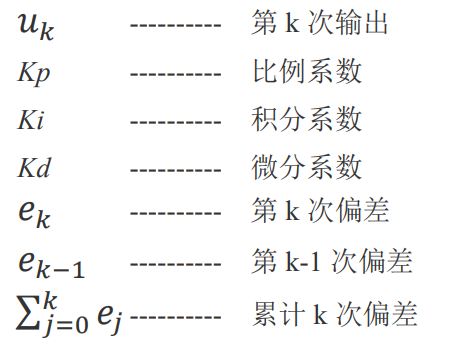 u_k ---------- 第 k 次输出
Kp ---------- 比例系数
Ki ---------- 积分系数
Kd ---------- 微分系数
e_k ---------- 第 k 次偏差
e_{k−1} ---------- 第 k-1 次偏差
∑_{j=0}^{k} e_j ---------- 累计 k 次偏差